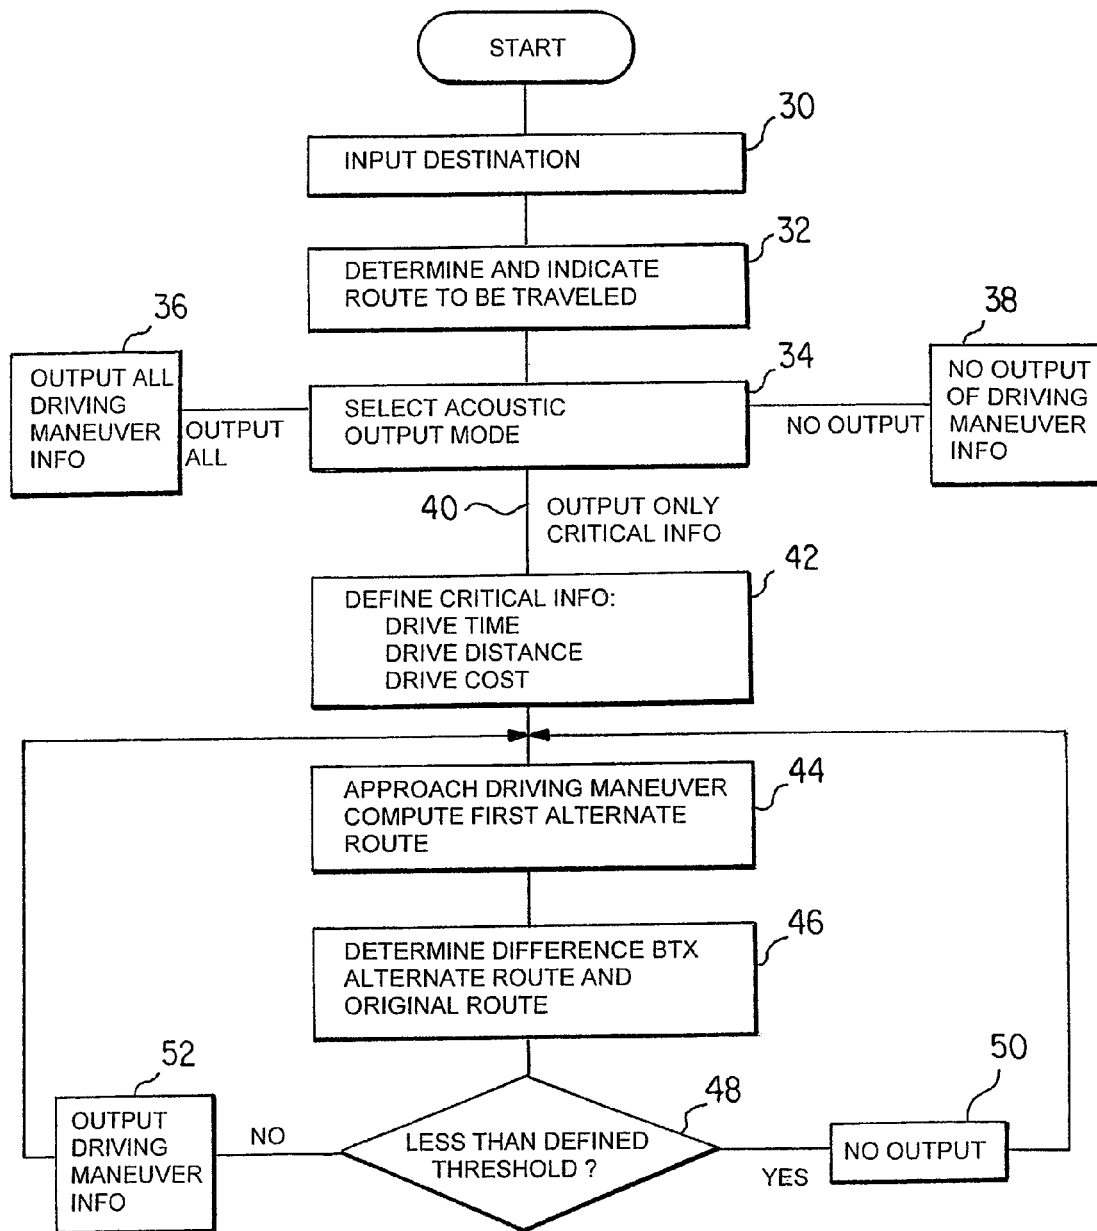 START
30
INPUT DESTINATION
32
DETERMINE AND INDICATE
ROUTE TO BE TRAVELED
36
OUTPUT ALL
DRIVING
MANEUVER
INFO
OUTPUT
ALL
34
SELECT ACOUSTIC
OUTPUT MODE
NO OUTPUT
38
NO OUTPUT
OF DRIVING
MANEUVER
INFO
40
OUTPUT ONLY
CRITICAL INFO
42
DEFINE CRITICAL INFO:
DRIVE TIME
DRIVE DISTANCE
DRIVE COST
44
APPROACH DRIVING MANEUVER
COMPUTE FIRST ALTERNATE
ROUTE
46
DETERMINE DIFFERENCE BTX
ALTERNATE ROUTE AND
ORIGINAL ROUTE
52
OUTPUT
DRIVING
MANEUVER
INFO
NO
48
LESS THAN DEFINED
THRESHOLD ?
YES
50
NO OUTPUT